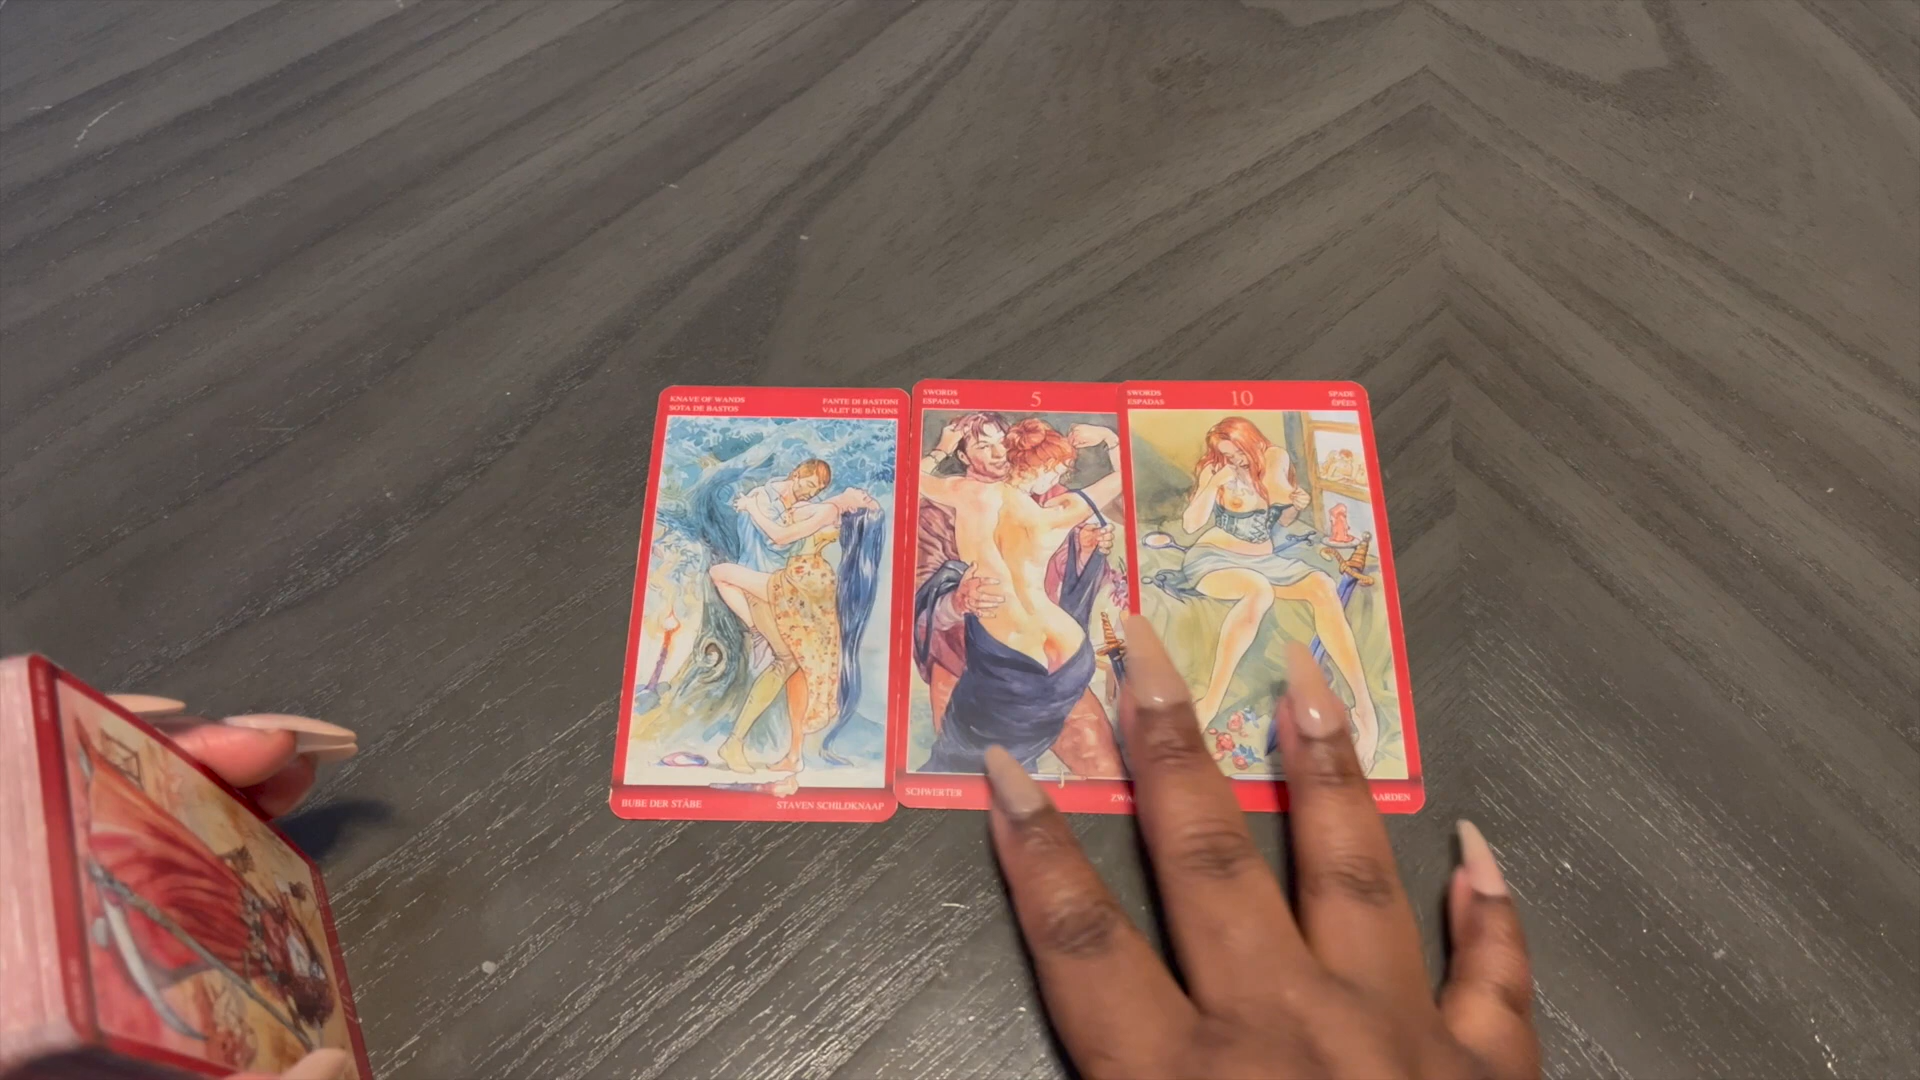 KNAVE OF WANDS
SOTA DE BASTOS
FANTE DI BASTONI
VALET DE BÂTONS
BUBE DER STÄBE
STAVEN SCHILDKNAAP
SWORDS
ESPADAS
5
SCHWERTER
SWORDS
ESPADAS
10
SPADE
ÉPÉES